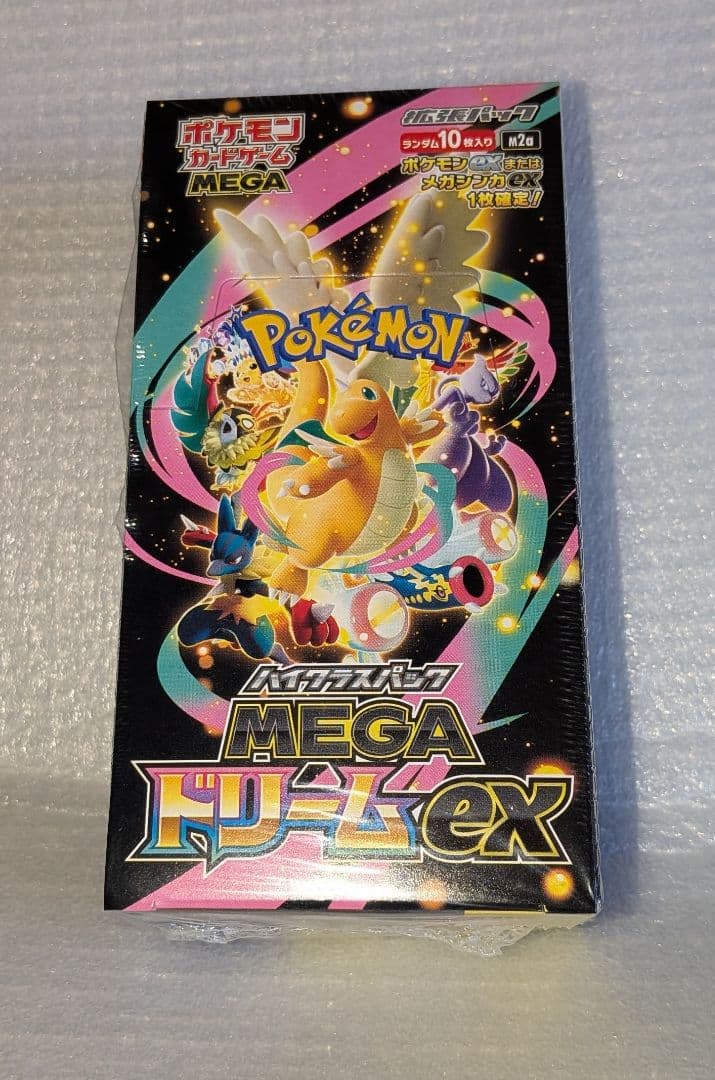 ポケモン
カードゲーム
MEGA
拡張パック
ランダム10枚入り
m2a
ポケモンexまたは
メガシンカex
1枚確定!
POKÉMON
TM
ハイクラスパック
MEGA
ドリームex